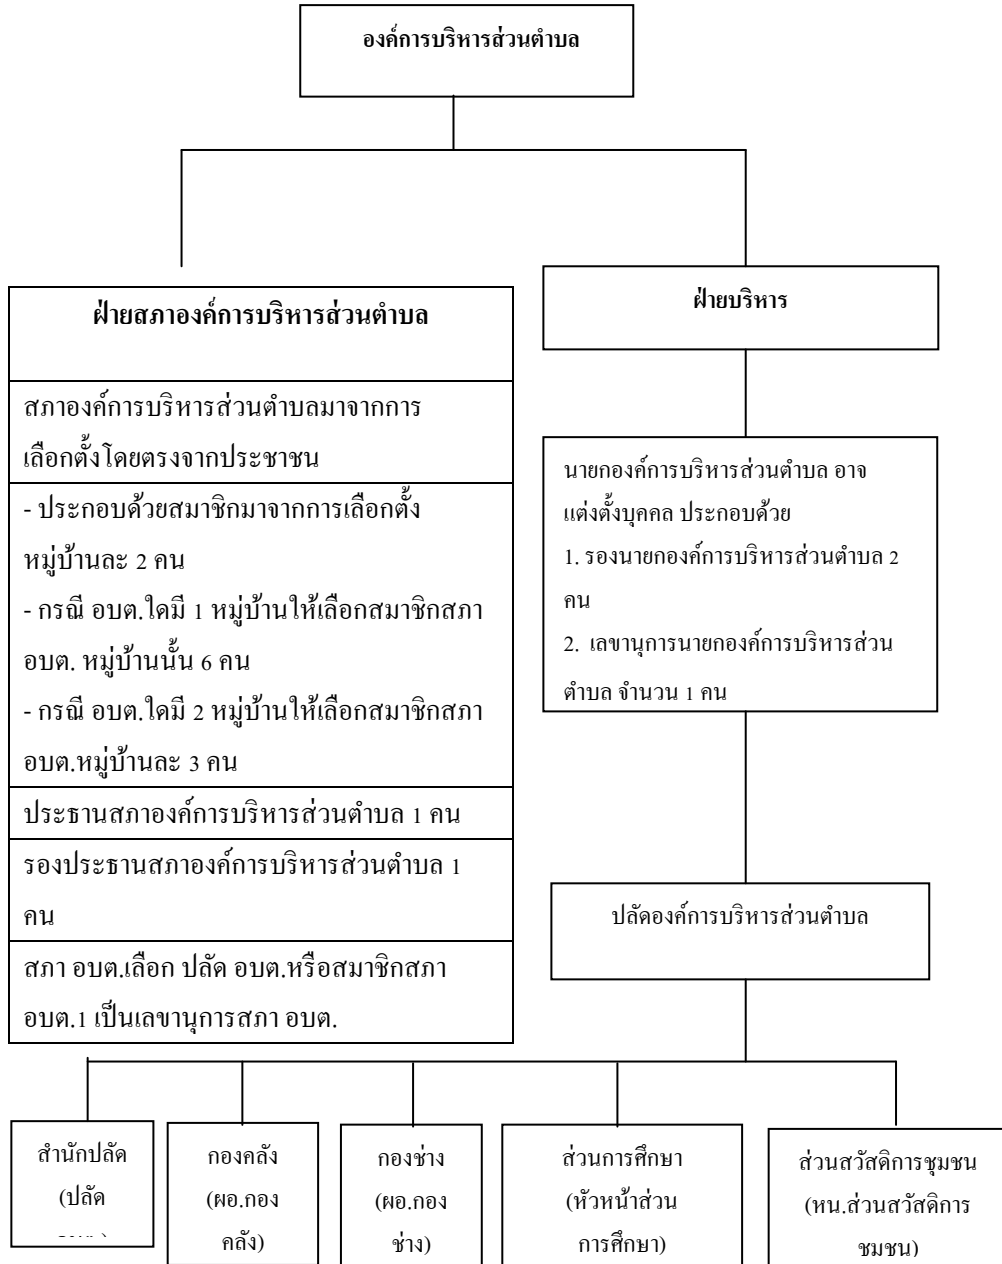 องค์การบริหารส่วนตำบล
ฝ่ายสภาองค์การบริหารส่วนตำบล
สภาองค์การบริหารส่วนตำบลมาจากการ
เลือกตั้งโดยตรงจากประชาชน
- ประกอบด้วยสมาชิกมาจากการเลือกตั้ง
หมู่บ้านละ 2 คน
- กรณี อบต.ใดมี 1 หมู่บ้านให้เลือกสมาชิกสภา
อบต. หมู่บ้านนั้น 6 คน
- กรณี อบต.ใดมี 2 หมู่บ้านให้เลือกสมาชิกสภา
อบต.หมู่บ้านละ 3 คน
ประธานสภาองค์การบริหารส่วนตำบล 1 คน
รองประธานสภาองค์การบริหารส่วนตำบล 1
คน
สภา อบต.เลือก ปลัด อบต.หรือสมาชิกสภา
อบต.1 เป็นเลขานุการสภา อบต.
ฝ่ายบริหาร
นายกองค์การบริหารส่วนตำบล อาจ
แต่งตั้งบุคคล ประกอบด้วย
1. รองนายกองค์การบริหารส่วนตำบล 2
คน
2. เลขานุการนายกองค์การบริหารส่วน
ตำบล จำนวน 1 คน
ปลัดองค์การบริหารส่วนตำบล
สำนักปลัด
(ปลัด
กองคลัง
(ผอ.กอง
คลัง)
กองช่าง
(ผอ.กอง
ช่าง)
ส่วนการศึกษา
(หัวหน้าส่วน
การศึกษา)
ส่วนสวัสดิการชุมชน
(หน.ส่วนสวัสดิการ
ชุมชน)